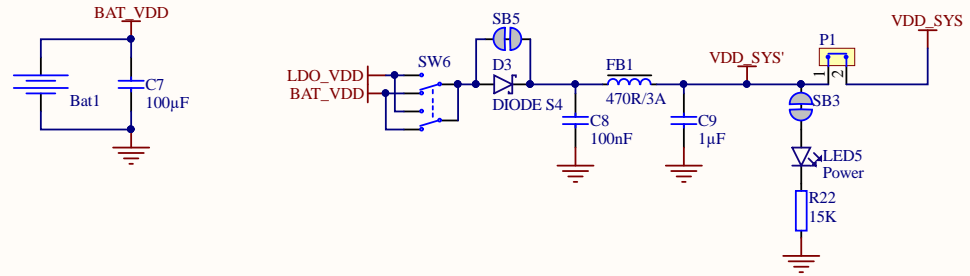 BAT_VDD
C7
100µF
Bat1
LDO_VDD
BAT_VDD
SW6
SB5
D3
DIODE S4
C8
100nF
FB1
470R/3A
C9
1µF
VDD_SYS'
P1
1
2
VDD_SYS
SB3
LED5
Power
R22
15K